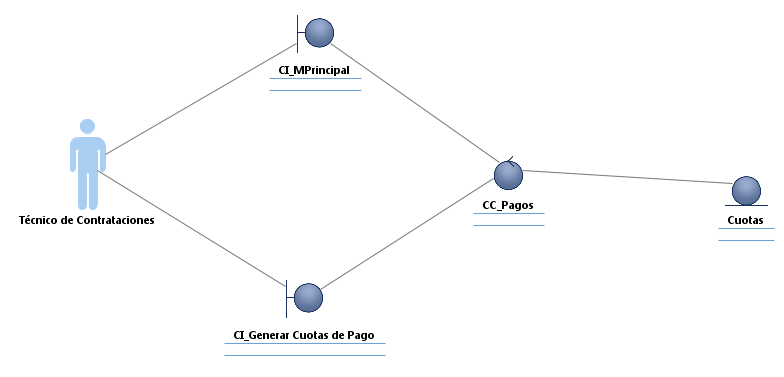 CI_MPrincipal
Técnico de Contrataciones
CC_Pagos
Cuotas
CI_Generar Cuotas de Pago